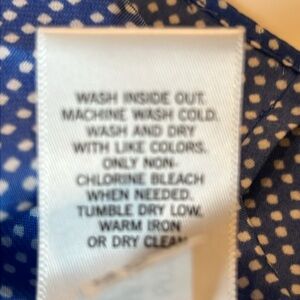 WASH INSIDE OUT.
MACHINE WASH COLD.
WASH AND DRY
WITH LIKE COLORS.
ONLY NON-
CHLORINE BLEACH
WHEN NEEDED.
TUMBLE DRY LOW.
WARM IRON
OR DRY CLEAN